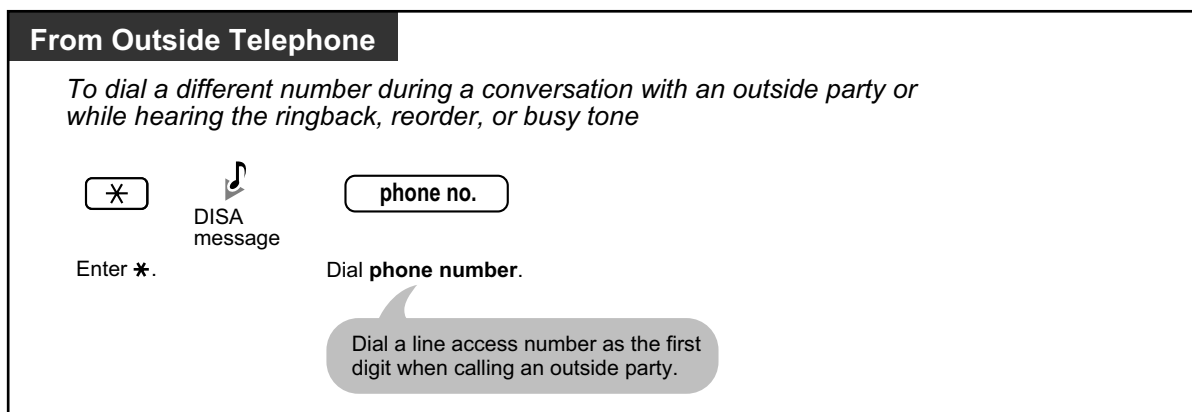 From Outside Telephone
To dial a different number during a conversation with an outside party or
while hearing the ringback, reorder, or busy tone
phone no.
DISA
message
Enter ✱.
Dial phone number.
Dial a line access number as the first
digit when calling an outside party.